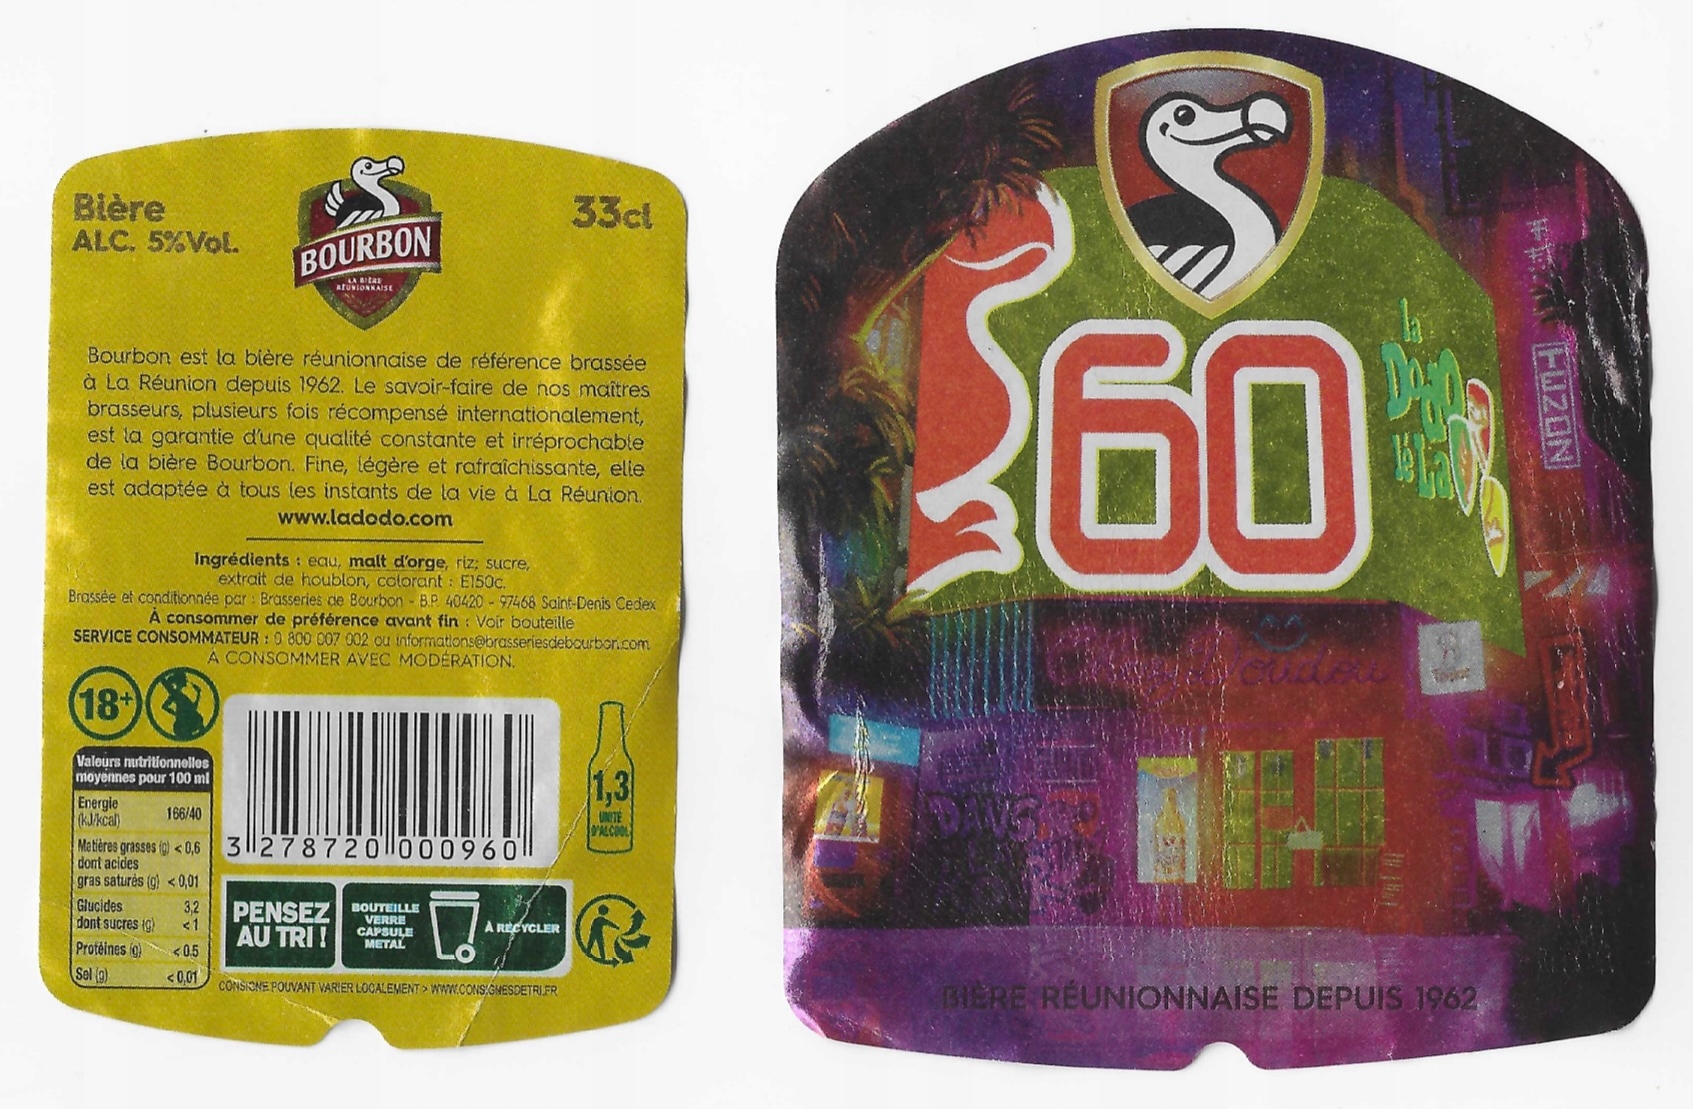 Bière
ALC. 5%Vol.
BOURBON
LA BIÈRE
RÉUNIONNAISE
33cl
Bourbon est la bière réunionnaise de référence brassée
à La Réunion depuis 1962. Le savoir-faire de nos maîtres
brasseurs, plusieurs fois récompensé internationalement,
est la garantie d'une qualité constante et irréprochable
de la bière Bourbon. Fine, légère et rafraîchissante, elle
est adaptée à tous les instants de la vie à La Réunion.
www.ladodo.com
Ingrédients : eau, malt d'orge, riz, sucre,
extrait de houblon, colorant : E150c.
Brassée et conditionnée par : Brasseries de Bourbon - B.P. 40420 - 97468 Saint-Denis Cedex
À consommer de préférence avant fin : Voir bouteille
SERVICE CONSOMMATEUR : 0 800 007 002 ou informations@brasseriesdebourbon.com
À CONSOMMER AVEC MODÉRATION.
18+
Valeurs nutritionnelles
moyennes pour 100 ml
Energie
(kJ/kcal) 166/40
Matières grasses (g) < 0,6
dont acides
gras saturés (g) < 0,01
Glucides 3,2
dont sucres (g) < 1
Protéines (g) < 0.5
Sel (g) < 0,01
3 278720 000960
1,3
UNITÉ
D'ALCOOL
PENSEZ
AU TRI !
BOUTEILLE
VERRE
CAPSULE
METAL
À RECYCLER
CONSIGNE POUVANT VARIER LOCALEMENT > WWW.CONSIGNESDETRI.FR
60
la
Dodo
lé la
Doudou
DANS
BIÈRE RÉUNIONNAISE DEPUIS 1962